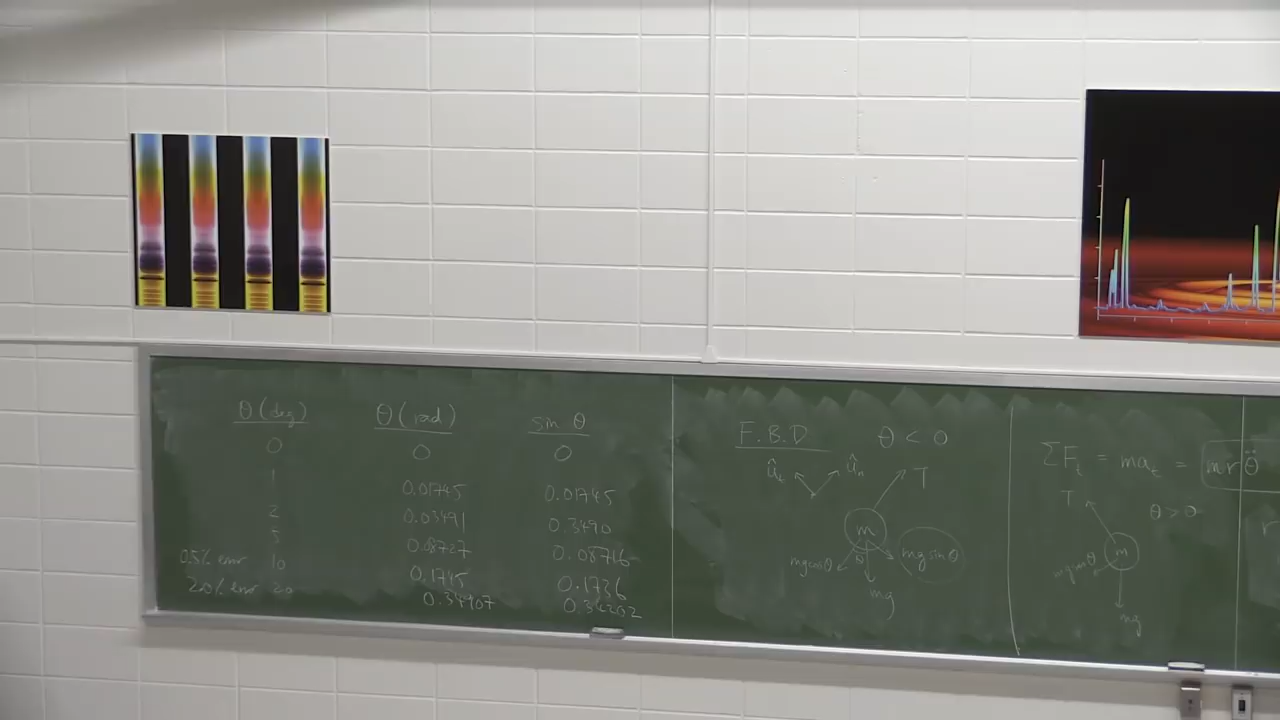 θ (deg) θ (rad) sin θ
0 0 0
1 0.01745 0.01745
2 0.03491 0.3490
5 0.08727 0.08716
0.5% error 10 0.1745 0.1736
2.0% error 20 0.34907 0.34202
F.B.D θ < 0
û_t û_n
T
m
mg cos θ θ mg sin θ
mg
ΣF_t = ma_t = mrθ̈
T θ > 0
m
mg cos θ
mg
r